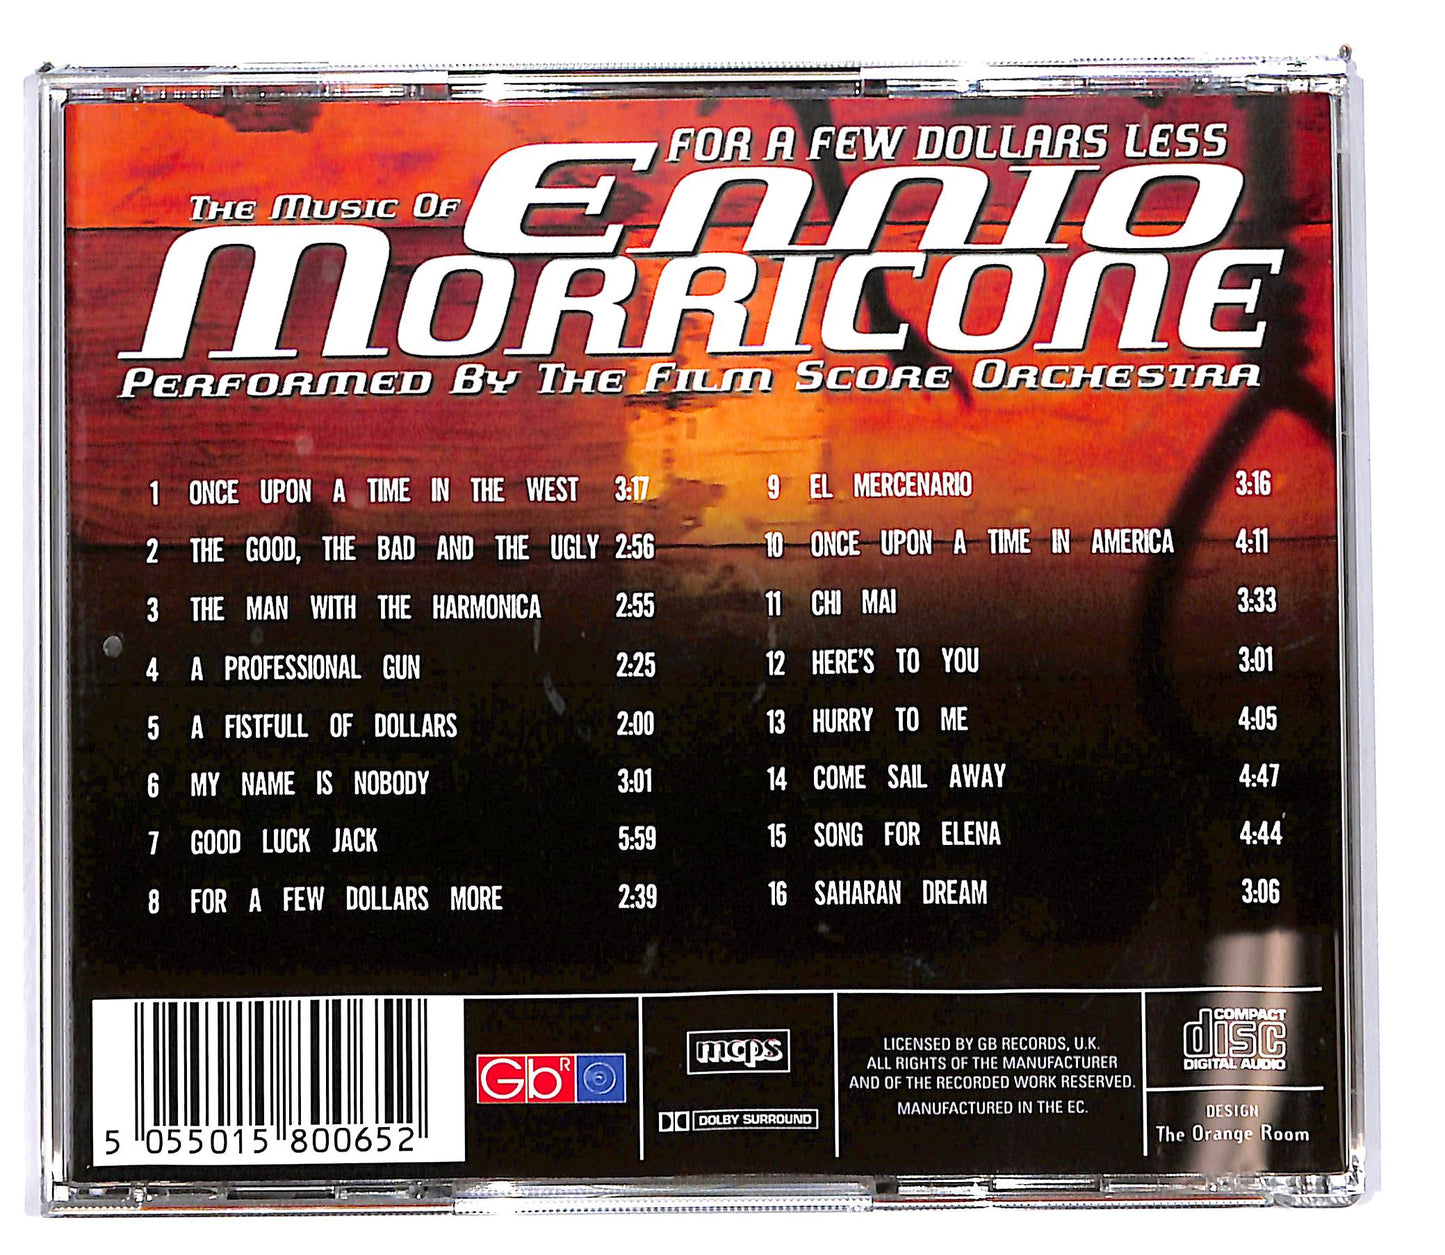 FOR A FEW DOLLARS LESS
THE MUSIC OF ENNIO
MORRICONE
PERFORMED BY THE FILM SCORE ORCHESTRA
1 ONCE UPON A TIME IN THE WEST 3:17
2 THE GOOD, THE BAD AND THE UGLY 2:56
3 THE MAN WITH THE HARMONICA 2:55
4 A PROFESSIONAL GUN 2:25
5 A FISTFULL OF DOLLARS 2:00
6 MY NAME IS NOBODY 3:01
7 GOOD LUCK JACK 5:59
8 FOR A FEW DOLLARS MORE 2:39
9 EL MERCENARIO 3:16
10 ONCE UPON A TIME IN AMERICA 4:11
11 CHI MAI 3:33
12 HERE'S TO YOU 3:01
13 HURRY TO ME 4:05
14 COME SAIL AWAY 4:47
15 SONG FOR ELENA 4:44
16 SAHARAN DREAM 3:06
5 055015 800652
GbR
mcps
DOLBY SURROUND
LICENSED BY GB RECORDS, U.K.
ALL RIGHTS OF THE MANUFACTURER
AND OF THE RECORDED WORK RESERVED.
MANUFACTURED IN THE EC.
COMPACT
disc
DIGITAL AUDIO
DESIGN
The Orange Room